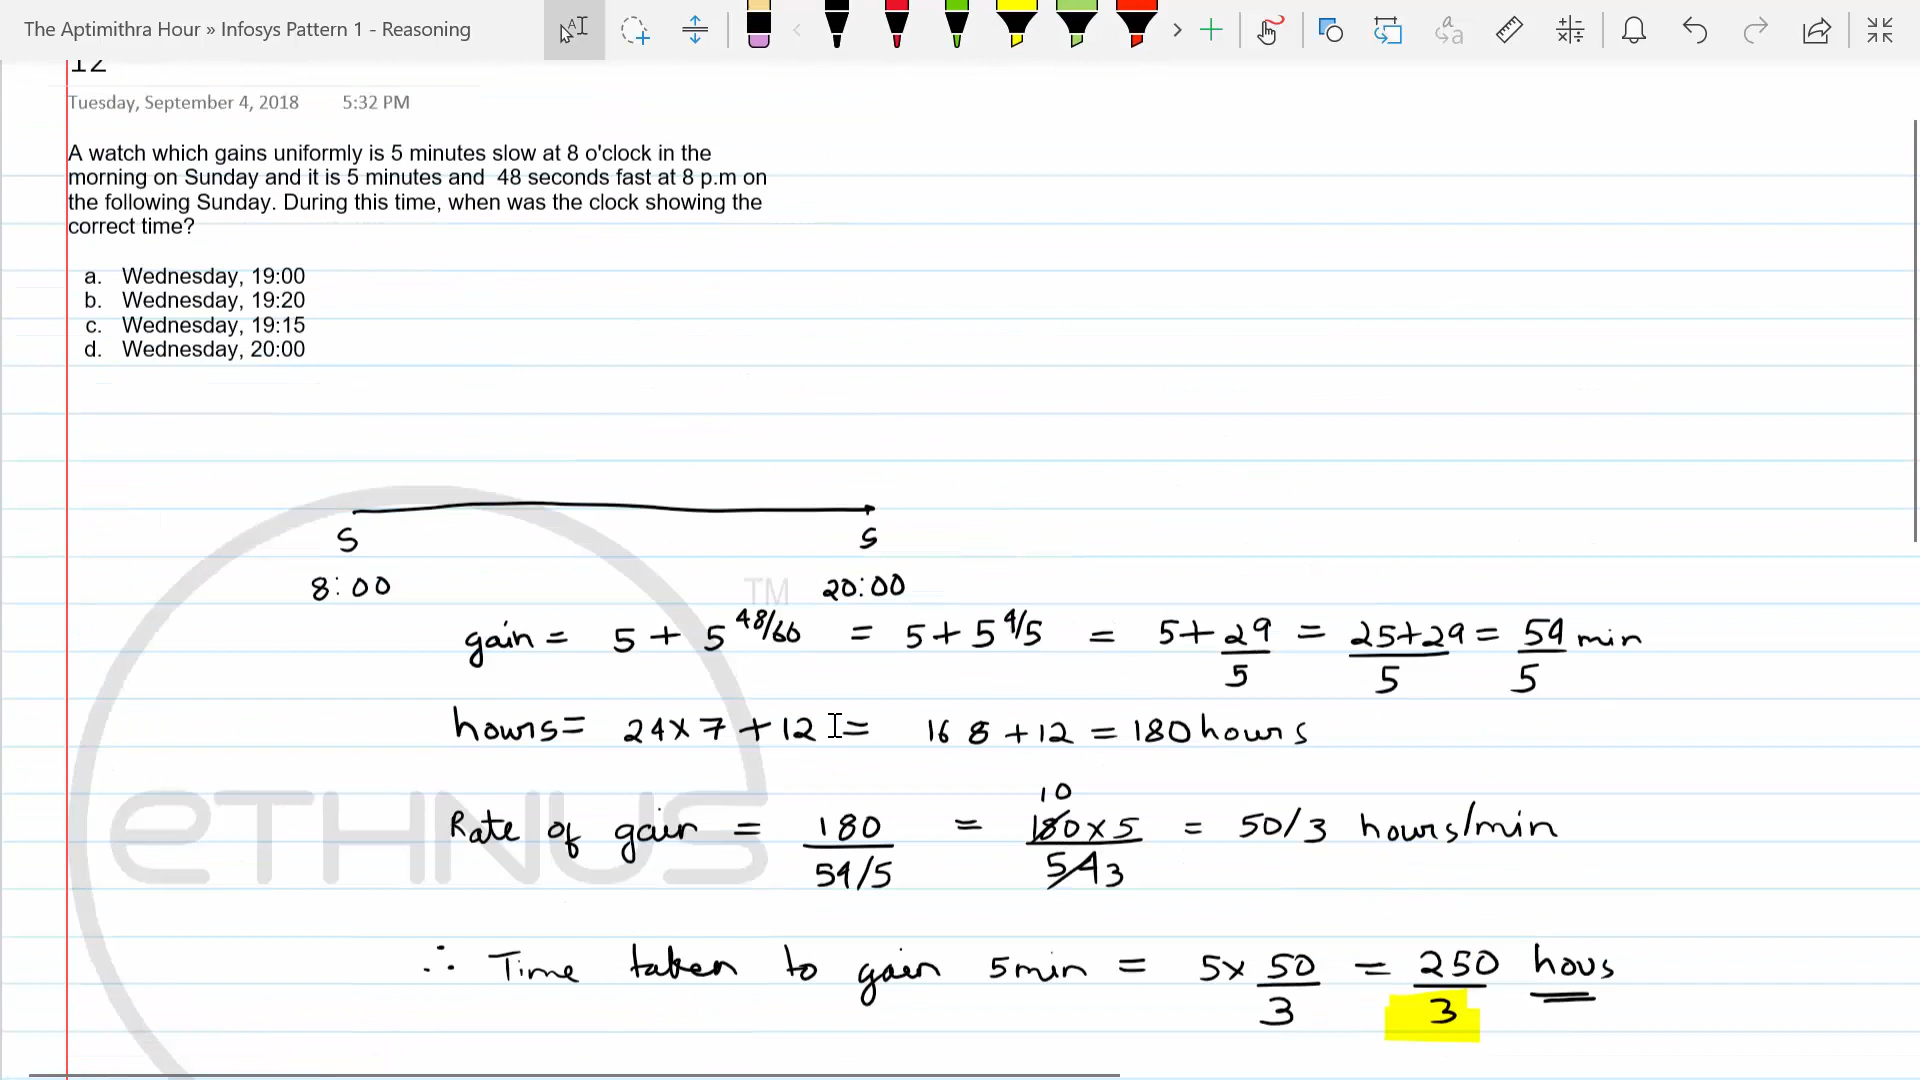 The Aptimithra Hour » Infosys Pattern 1 - Reasoning
12
Tuesday, September 4, 2018 5:32 PM
A watch which gains uniformly is 5 minutes slow at 8 o'clock in the
morning on Sunday and it is 5 minutes and 48 seconds fast at 8 p.m on
the following Sunday. During this time, when was the clock showing the
correct time?
a. Wednesday, 19:00
b. Wednesday, 19:20
c. Wednesday, 19:15
d. Wednesday, 20:00
S S
8:00 20:00
TM
gain = 5 + 5 48/60 = 5 + 5 4/5 = 5 + 29/5 = 25+29/5 = 54/5 min
hours = 24 x 7 + 12 = 168 + 12 = 180 hours
eTHNUS
Rate of gain = 180 / 54/5 = 10 180 x 5 / 54 3 = 50/3 hours/min
∴ Time taken to gain 5min = 5 x 50/3 = 250/3 hous